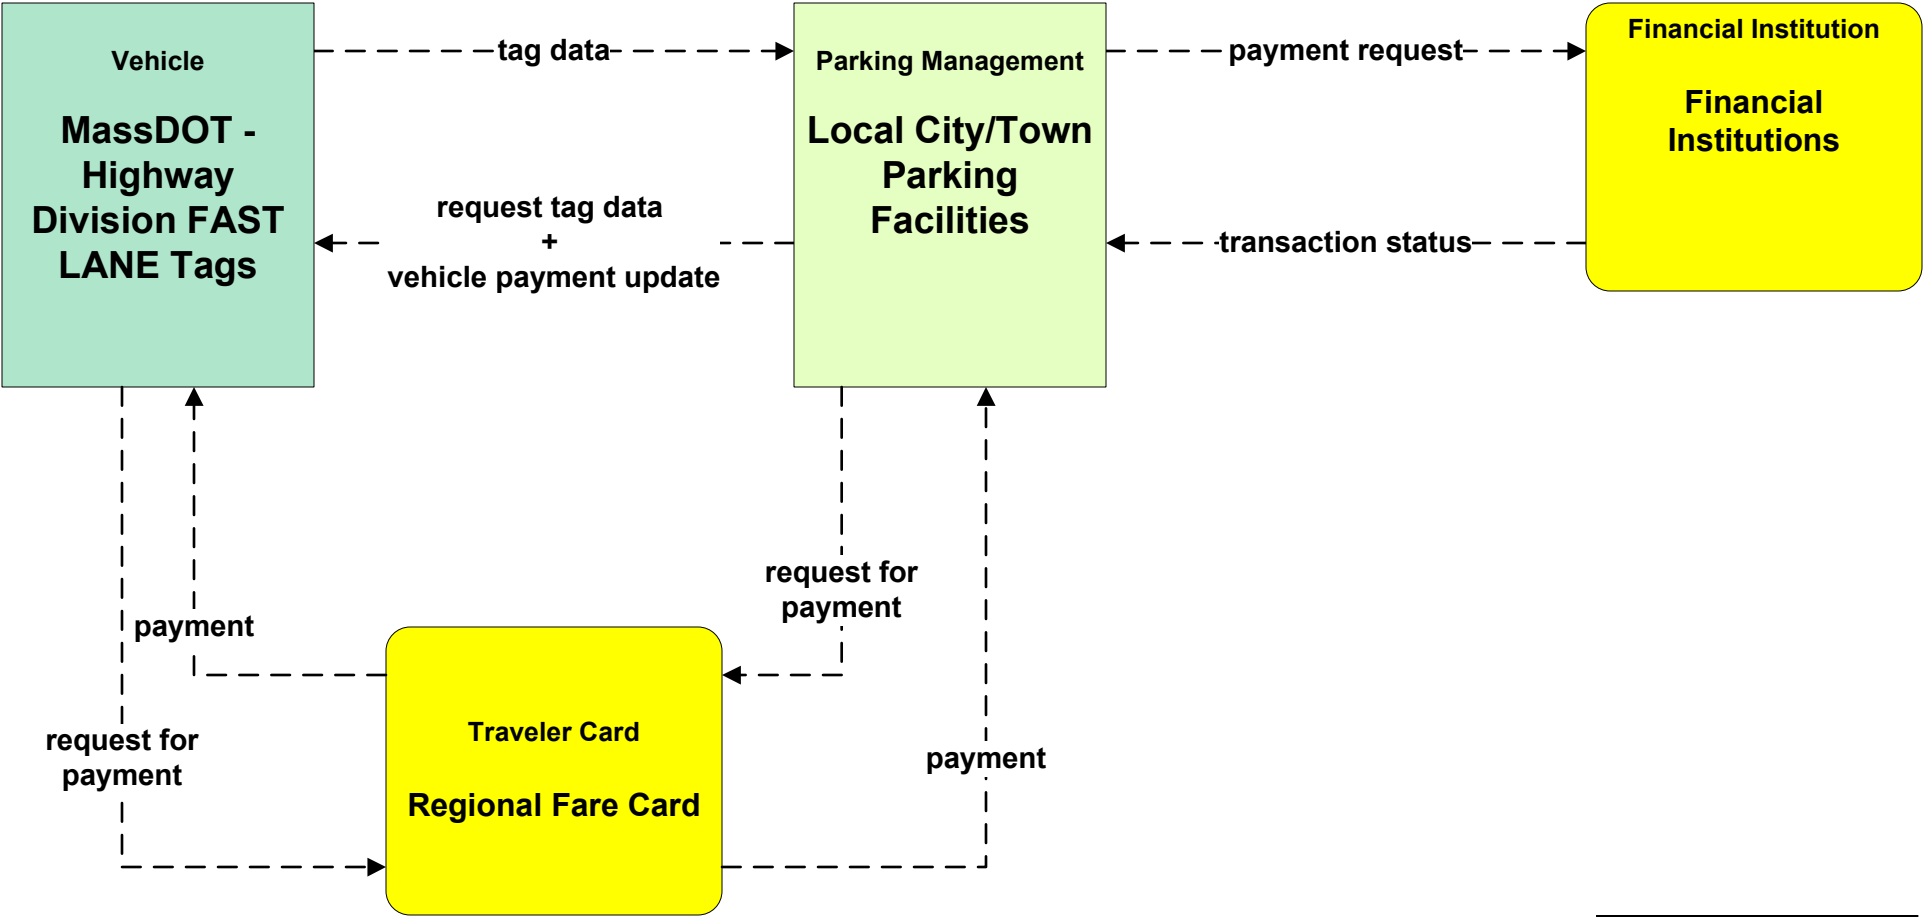 Vehicle
MassDOT -
Highway
Division FAST
LANE Tags
tag data
request tag data
+
vehicle payment update
Parking Management
Local City/Town
Parking
Facilities
payment request
transaction status
Financial Institution
Financial
Institutions
payment
request for
payment
request for
payment
Traveler Card
Regional Fare Card
payment